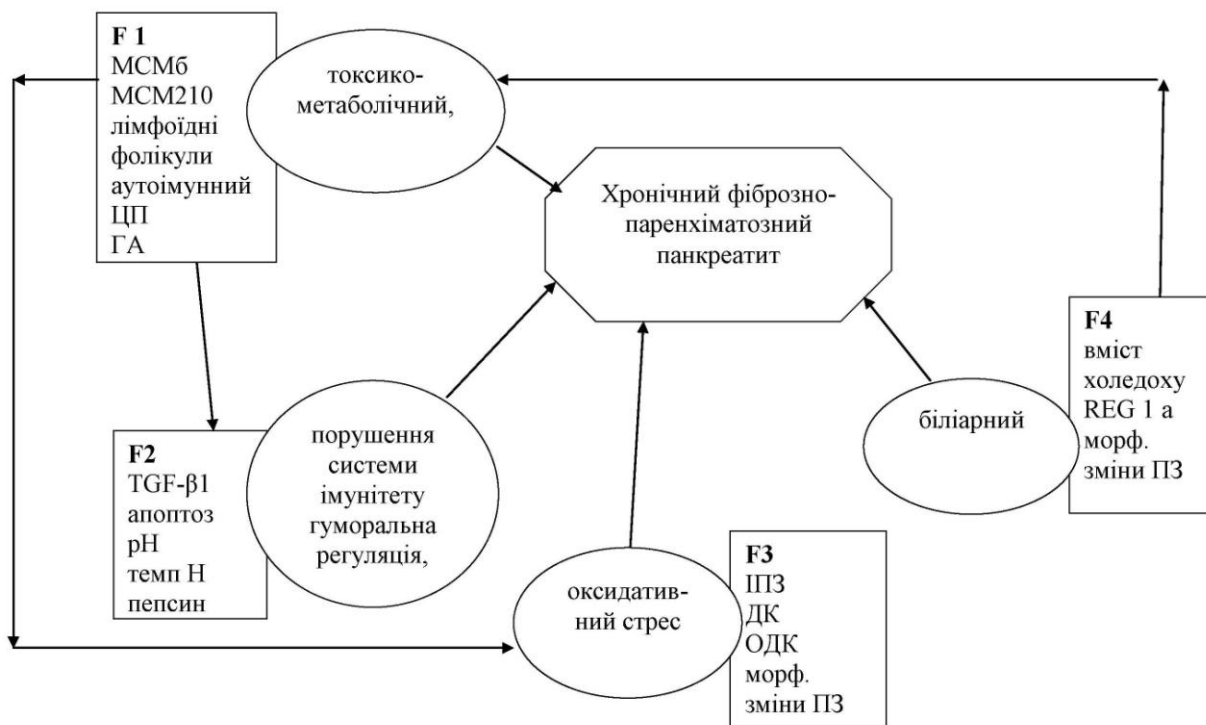 F 1
МСМб
МСМ210
лімфоїдні
фолікули
аутоімунний
ЦП
ГА
токсико-
метаболічний,
Хронічний фіброзно-
паренхіматозний
панкреатит
F4
вміст
холедоху
REG 1 а
морф.
зміни ПЗ
біліарний
F2
TGF-β1
апоптоз
рН
темп Н
пепсин
порушення
системи
імунітету
гуморальна
регуляція,
оксидатив-
ний стрес
F3
ІПЗ
ДК
ОДК
морф.
зміни ПЗ